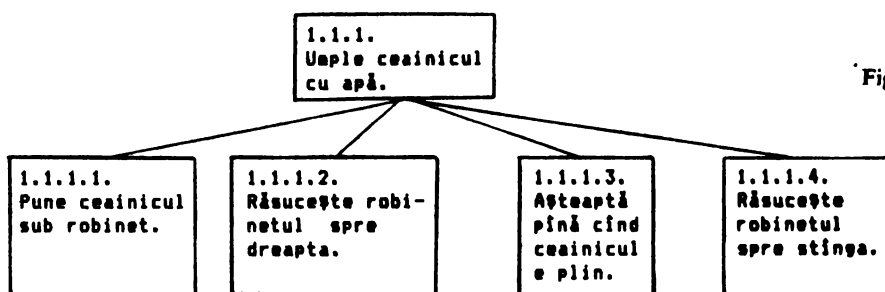 1.1.1.
Umple ceainicul
cu apă.
Fig
1.1.1.1.
Pune ceainicul
sub robinet.
1.1.1.2.
Răsucește robi-
netul spre
dreapta.
1.1.1.3.
Așteaptă
pînă cînd
ceainicul
e plin.
1.1.1.4.
Răsucește
robinetul
spre stînga.